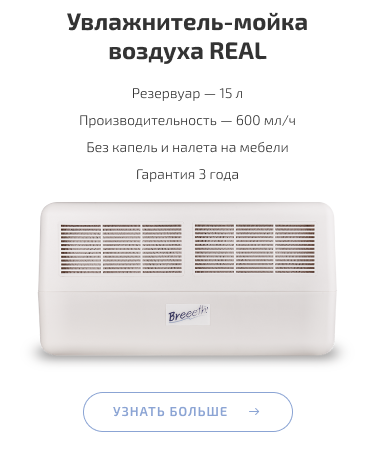 Увлажнитель-мойка
воздуха REAL
Резервуар — 15 л
Производительность — 600 мл/ч
Без капель и налета на мебели
Гарантия 3 года
УЗНАТЬ БОЛЬШЕ →